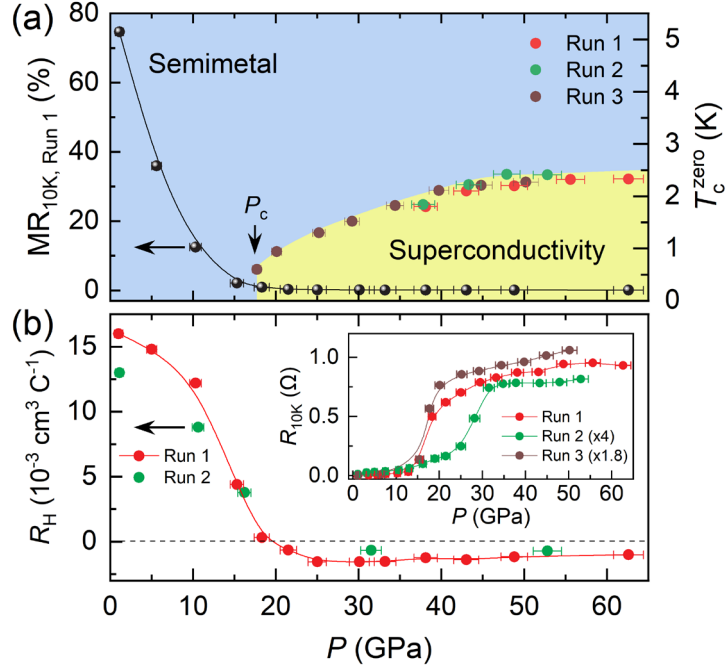 (a)
80
60
40
20
0
MR10K, Run 1 (%)
Semimetal
Run 1
Run 2
Run 3
Pc
Superconductivity
5
4
3
2
1
0
Tczero (K)
(b)
15
10
5
0
RH (10-3 cm3 C-1)
Run 1
Run 2
1.0
0.5
0.0
R10K (Ω)
Run 1
Run 2 (x4)
Run 3 (x1.8)
0 10 20 30 40 50 60
P (GPa)
0 10 20 30 40 50 60
P (GPa)